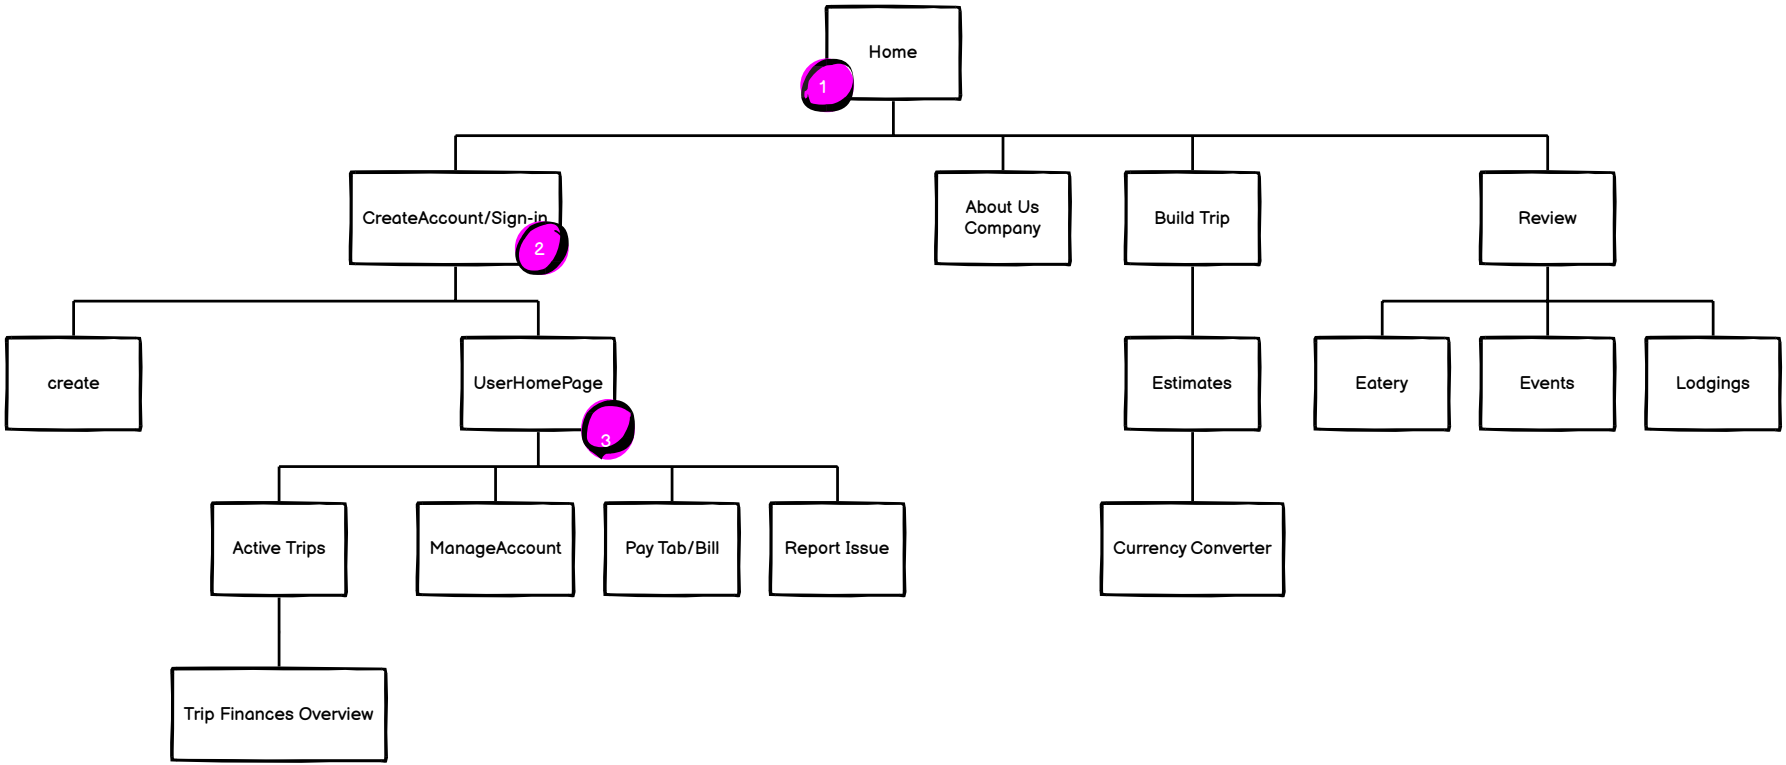 Home
1
CreateAccount/Sign-in
2
About Us
Company
Build Trip
Review
create
UserHomePage
3
Estimates
Eatery
Events
Lodgings
Active Trips
ManageAccount
Pay Tab/Bill
Report Issue
Currency Converter
Trip Finances Overview